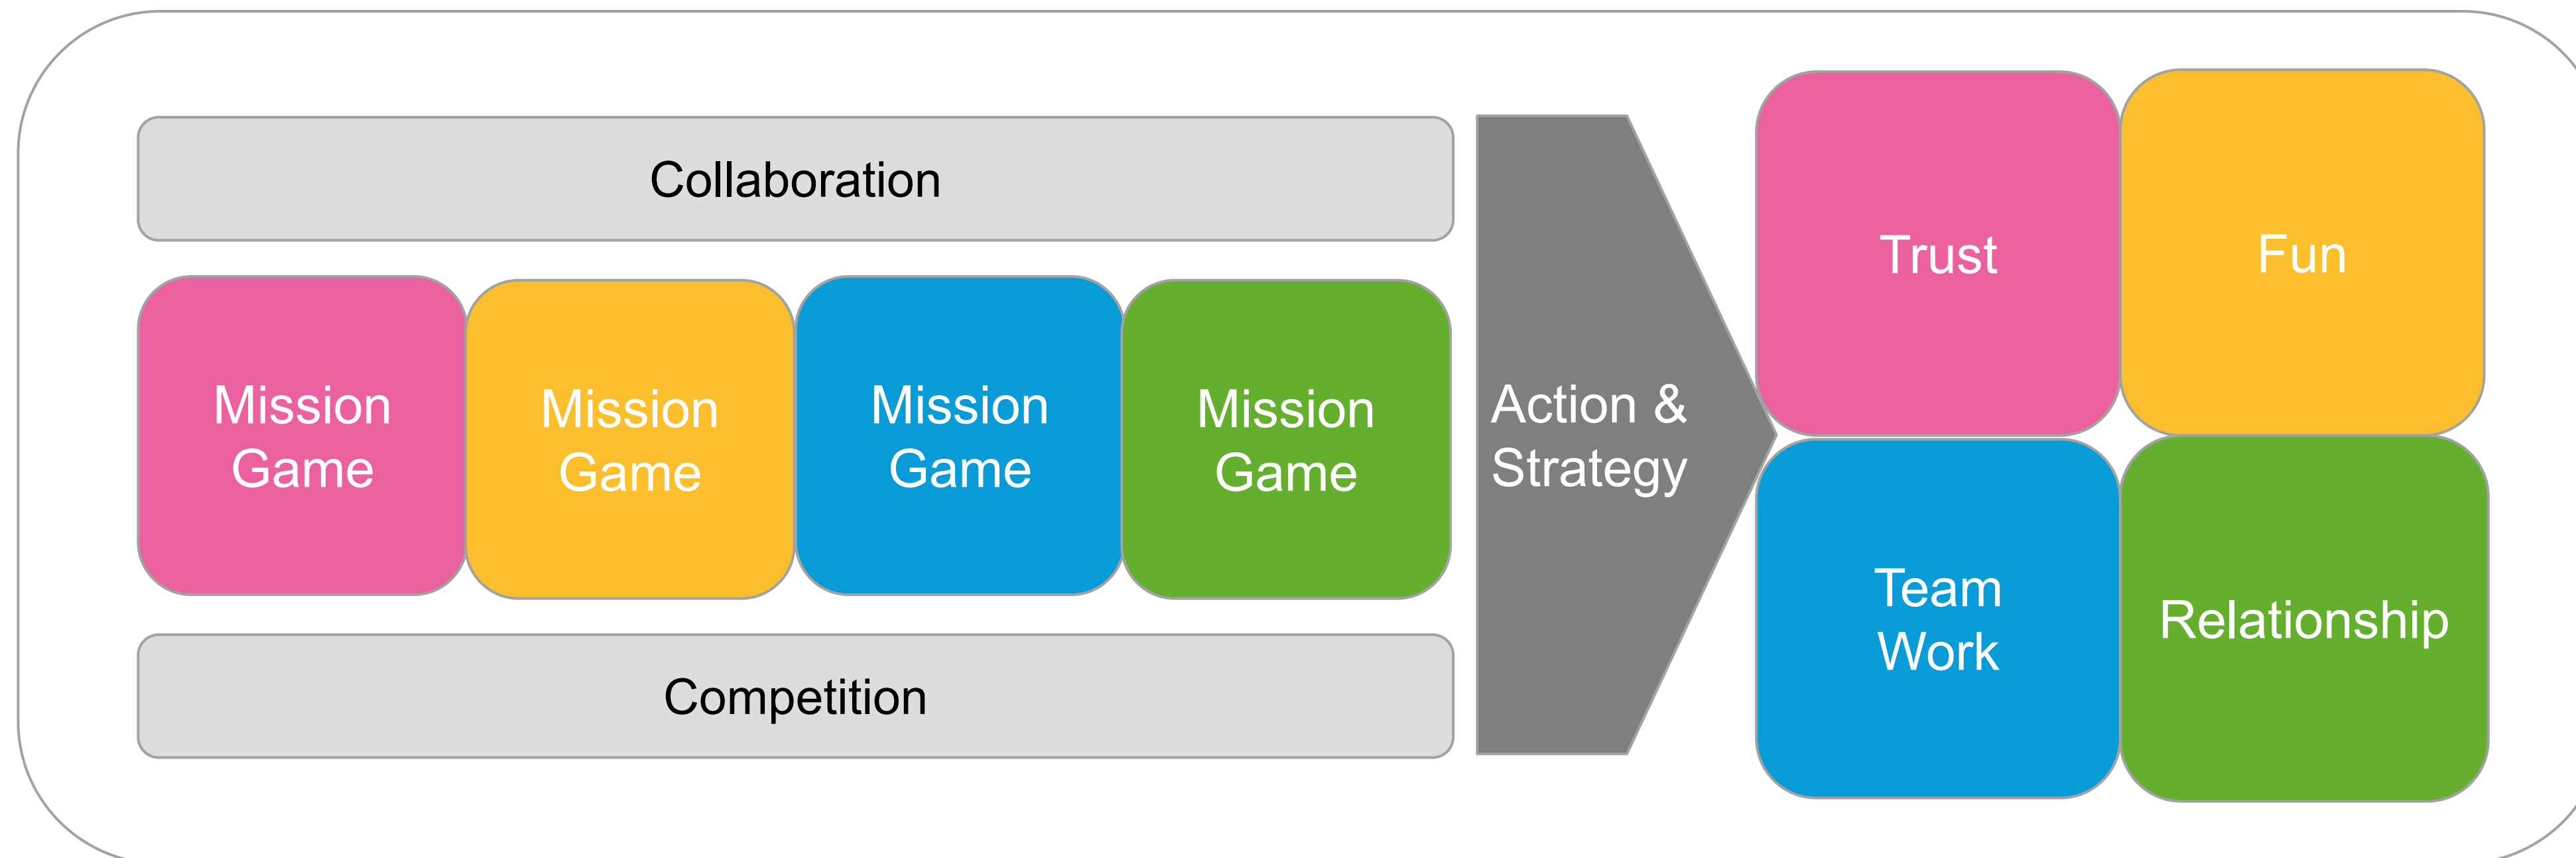 Collaboration
Mission
Game
Mission
Game
Mission
Game
Mission
Game
Competition
Action &
Strategy
Trust
Fun
Team
Work
Relationship